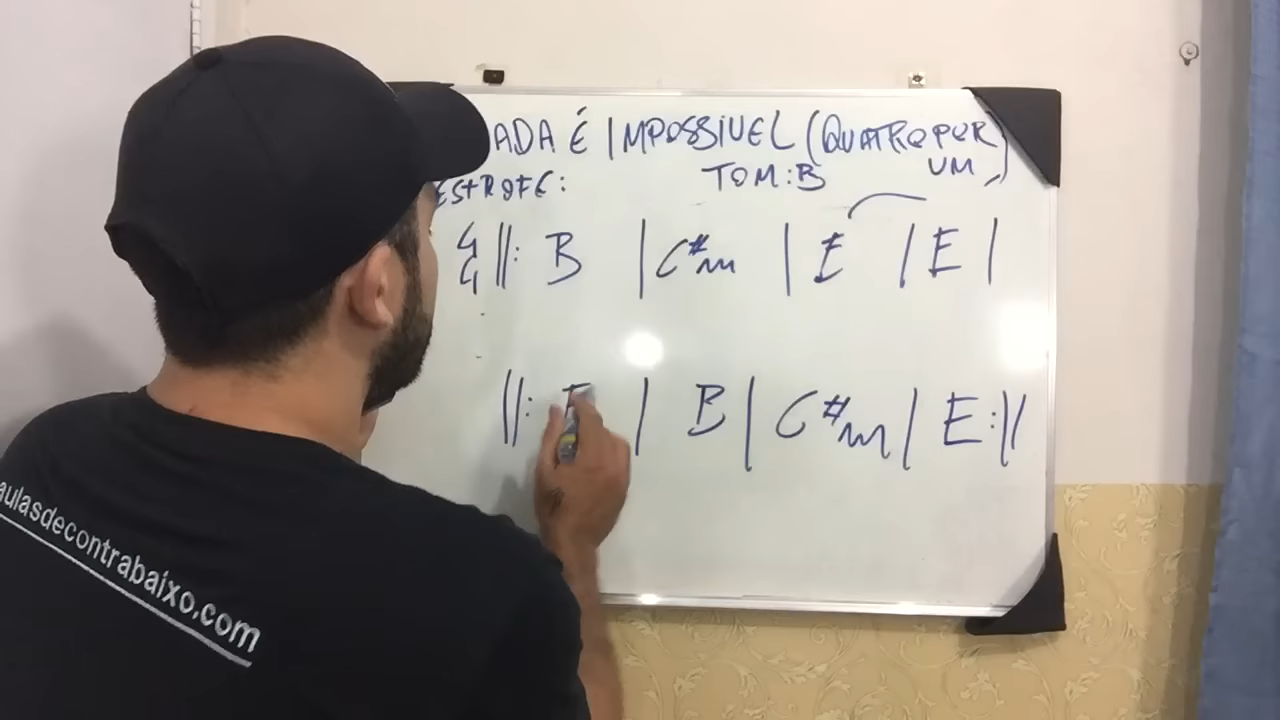 ADA É IMPOSSIVEL (QUATRO POR UM)
ESTROFE: TOM: B
4 4 ‖: B | C#m | E | E |
‖: | B | C#m | E :‖
aulasdecontrabaixo.com